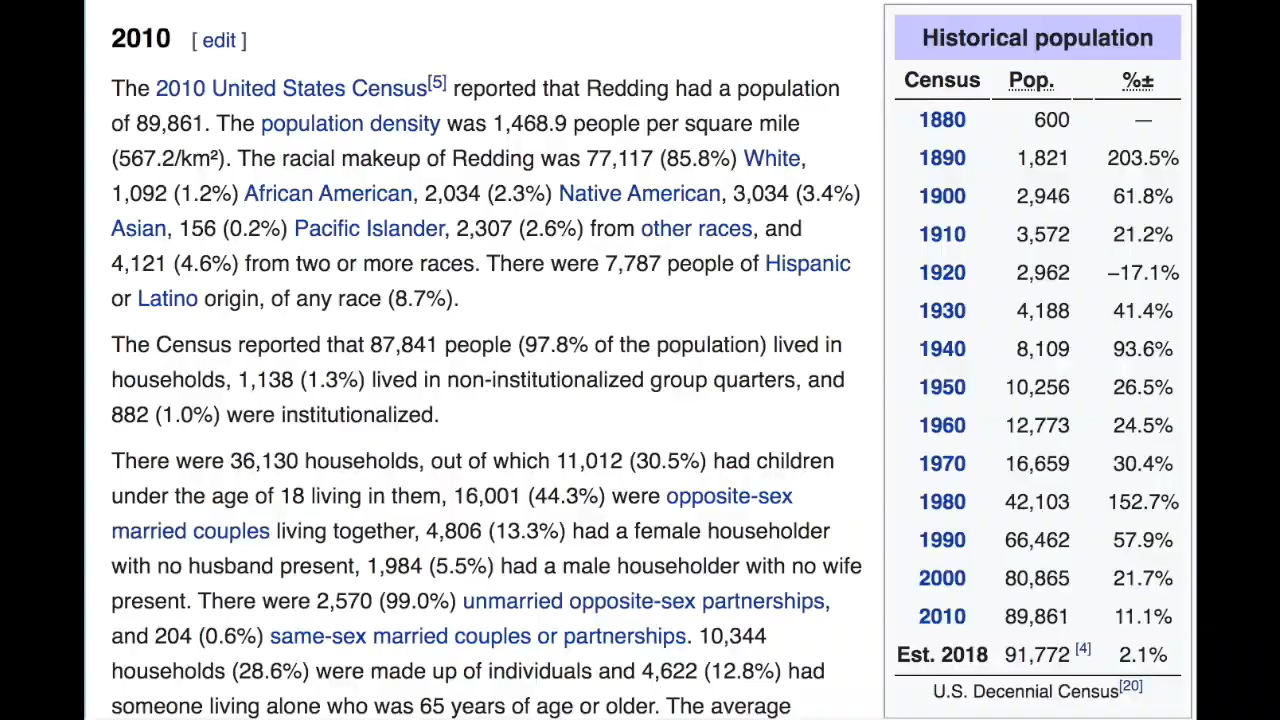 2010 [ edit ]
The 2010 United States Census[5] reported that Redding had a population
of 89,861. The population density was 1,468.9 people per square mile
(567.2/km²). The racial makeup of Redding was 77,117 (85.8%) White,
1,092 (1.2%) African American, 2,034 (2.3%) Native American, 3,034 (3.4%)
Asian, 156 (0.2%) Pacific Islander, 2,307 (2.6%) from other races, and
4,121 (4.6%) from two or more races. There were 7,787 people of Hispanic
or Latino origin, of any race (8.7%).
The Census reported that 87,841 people (97.8% of the population) lived in
households, 1,138 (1.3%) lived in non-institutionalized group quarters, and
882 (1.0%) were institutionalized.
There were 36,130 households, out of which 11,012 (30.5%) had children
under the age of 18 living in them, 16,001 (44.3%) were opposite-sex
married couples living together, 4,806 (13.3%) had a female householder
with no husband present, 1,984 (5.5%) had a male householder with no wife
present. There were 2,570 (99.0%) unmarried opposite-sex partnerships,
and 204 (0.6%) same-sex married couples or partnerships. 10,344
households (28.6%) were made up of individuals and 4,622 (12.8%) had
someone living alone who was 65 years of age or older. The average
Historical population
Census Pop. %±
1880 600 —
1890 1,821 203.5%
1900 2,946 61.8%
1910 3,572 21.2%
1920 2,962 −17.1%
1930 4,188 41.4%
1940 8,109 93.6%
1950 10,256 26.5%
1960 12,773 24.5%
1970 16,659 30.4%
1980 42,103 152.7%
1990 66,462 57.9%
2000 80,865 21.7%
2010 89,861 11.1%
Est. 2018 91,772 [4] 2.1%
U.S. Decennial Census[20]